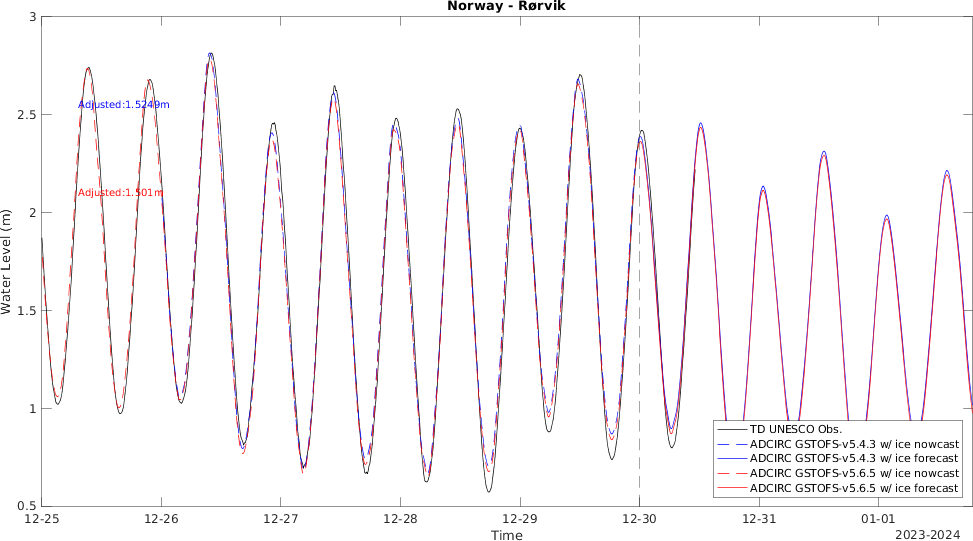 Norway - Rørvik
3
2.5
2
1.5
1
0.5
Water Level (m)
Adjusted:1.5249m
Adjusted:1.501m
TD UNESCO Obs.
ADCIRC GSTOFS-v5.4.3 w/ ice nowcast
ADCIRC GSTOFS-v5.4.3 w/ ice forecast
ADCIRC GSTOFS-v5.6.5 w/ ice nowcast
ADCIRC GSTOFS-v5.6.5 w/ ice forecast
12-25 12-26 12-27 12-28 12-29 12-30 12-31 01-01
Time
2023-2024